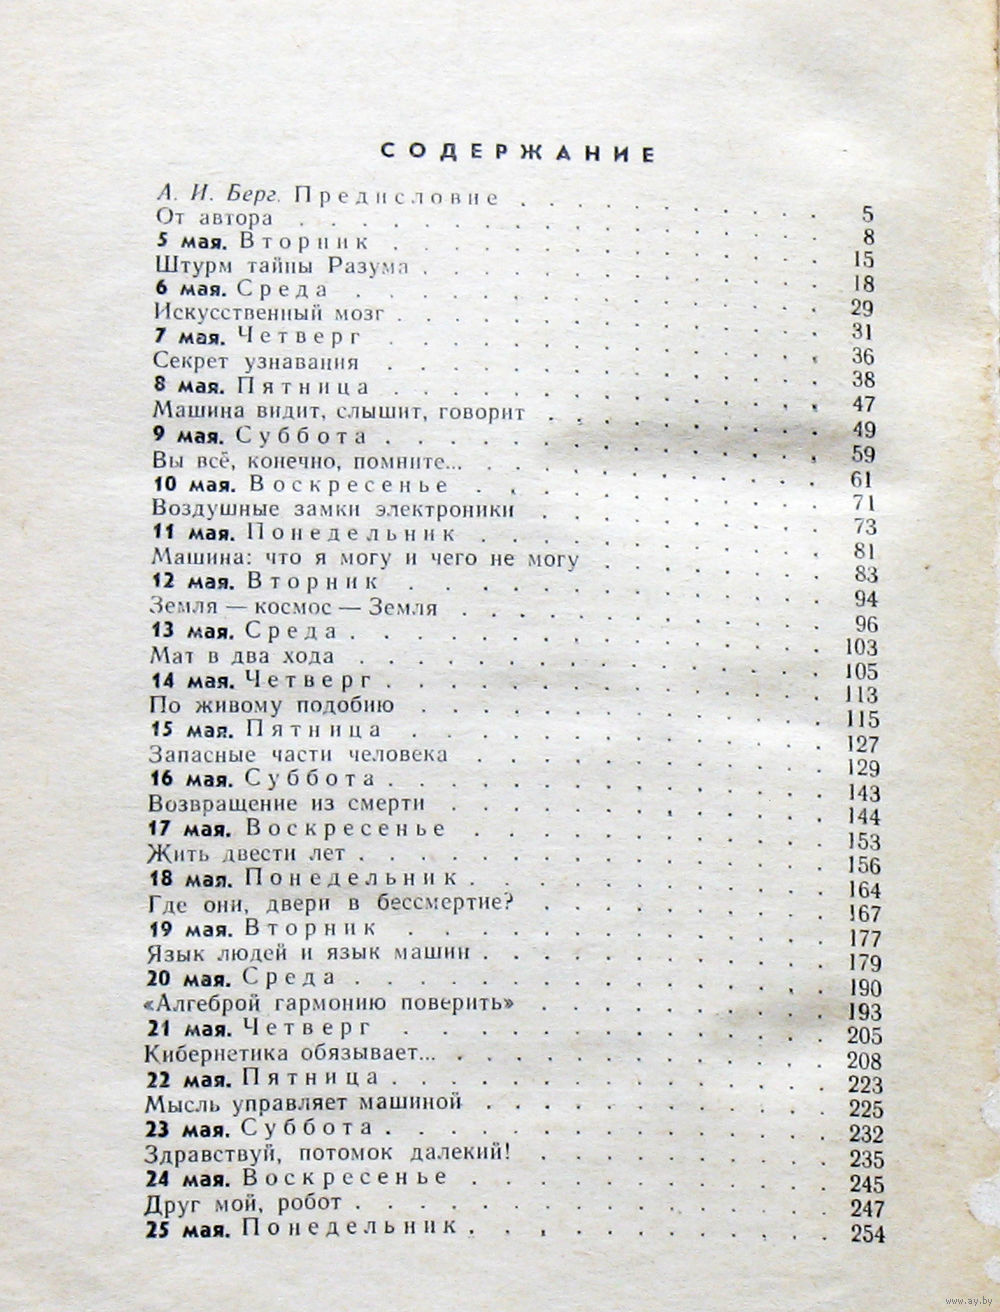 СОДЕРЖАНИЕ
А. И. Берг. Предисловие . . . . . . . . . . 5
От автора . . . . . . . . . . 8
5 мая. Вторник . . . . . . . . . . 15
Штурм тайны Разума . . . . . . . . . . 18
6 мая. Среда . . . . . . . . . . 29
Искусственный мозг . . . . . . . . . . 31
7 мая. Четверг . . . . . . . . . . 36
Секрет узнавания . . . . . . . . . . 38
8 мая. Пятница . . . . . . . . . . 47
Машина видит, слышит, говорит . . . . . . . . . . 49
9 мая. Суббота . . . . . . . . . . 59
Вы всё, конечно, помните... . . . . . . . . . . 61
10 мая. Воскресенье . . . . . . . . . . 71
Воздушные замки электроники . . . . . . . . . . 73
11 мая. Понедельник . . . . . . . . . . 81
Машина: что я могу и чего не могу . . . . . . . . . . 83
12 мая. Вторник . . . . . . . . . . 94
Земля — космос — Земля . . . . . . . . . . 96
13 мая. Среда . . . . . . . . . . 103
Мат в два хода . . . . . . . . . . 105
14 мая. Четверг . . . . . . . . . . 113
По живому подобию . . . . . . . . . . 115
15 мая. Пятница . . . . . . . . . . 127
Запасные части человека . . . . . . . . . . 129
16 мая. Суббота . . . . . . . . . . 143
Возвращение из смерти . . . . . . . . . . 144
17 мая. Воскресенье . . . . . . . . . . 153
Жить двести лет . . . . . . . . . . 156
18 мая. Понедельник . . . . . . . . . . 164
Где они, двери в бессмертие? . . . . . . . . . . 167
19 мая. Вторник . . . . . . . . . . 177
Язык людей и язык машин . . . . . . . . . . 179
20 мая. Среда . . . . . . . . . . 190
«Алгеброй гармонию поверить» . . . . . . . . . . 193
21 мая. Четверг . . . . . . . . . . 205
Кибернетика обязывает... . . . . . . . . . . 208
22 мая. Пятница . . . . . . . . . . 223
Мысль управляет машиной . . . . . . . . . . 225
23 мая. Суббота . . . . . . . . . . 232
Здравствуй, потомок далекий! . . . . . . . . . . 235
24 мая. Воскресенье . . . . . . . . . . 245
Друг мой, робот . . . . . . . . . . 247
25 мая. Понедельник . . . . . . . . . . 254
www.ay.by